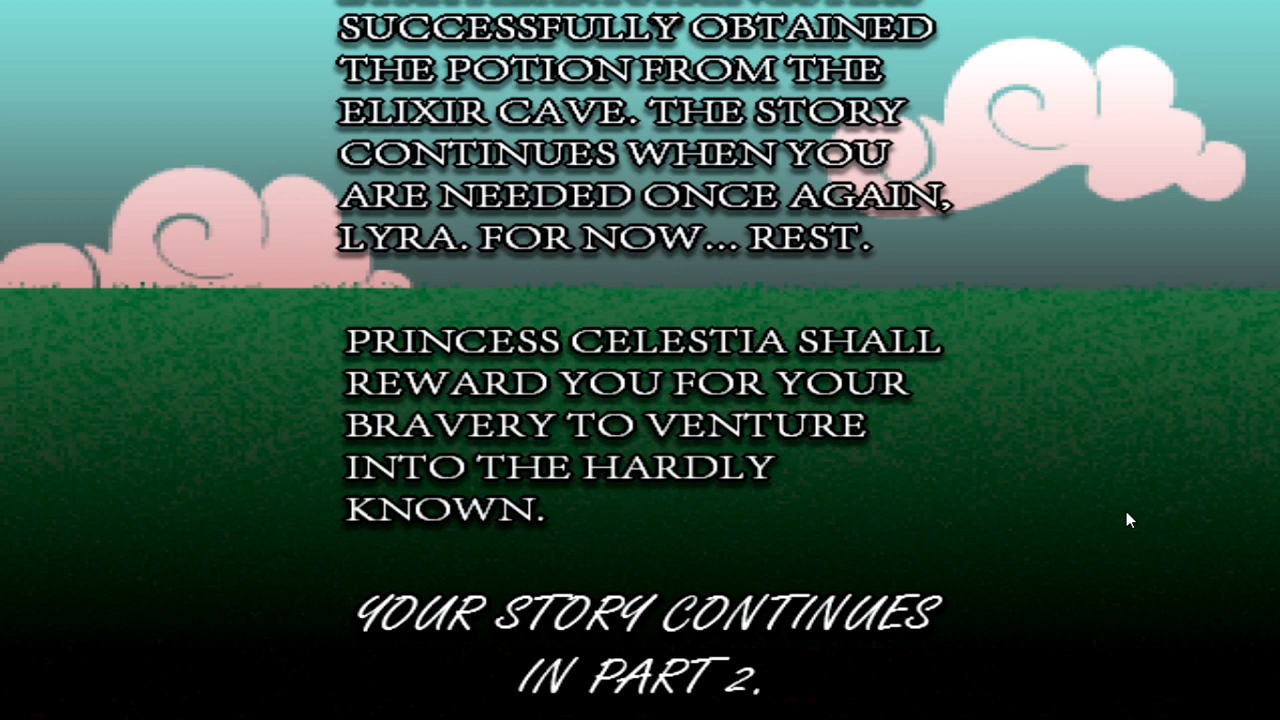 SUCCESSFULLY OBTAINED
THE POTION FROM THE
ELIXIR CAVE. THE STORY
CONTINUES WHEN YOU
ARE NEEDED ONCE AGAIN,
LYRA. FOR NOW... REST.
PRINCESS CELESTIA SHALL
REWARD YOU FOR YOUR
BRAVERY TO VENTURE
INTO THE HARDLY
KNOWN.
YOUR STORY CONTINUES
IN PART 2.